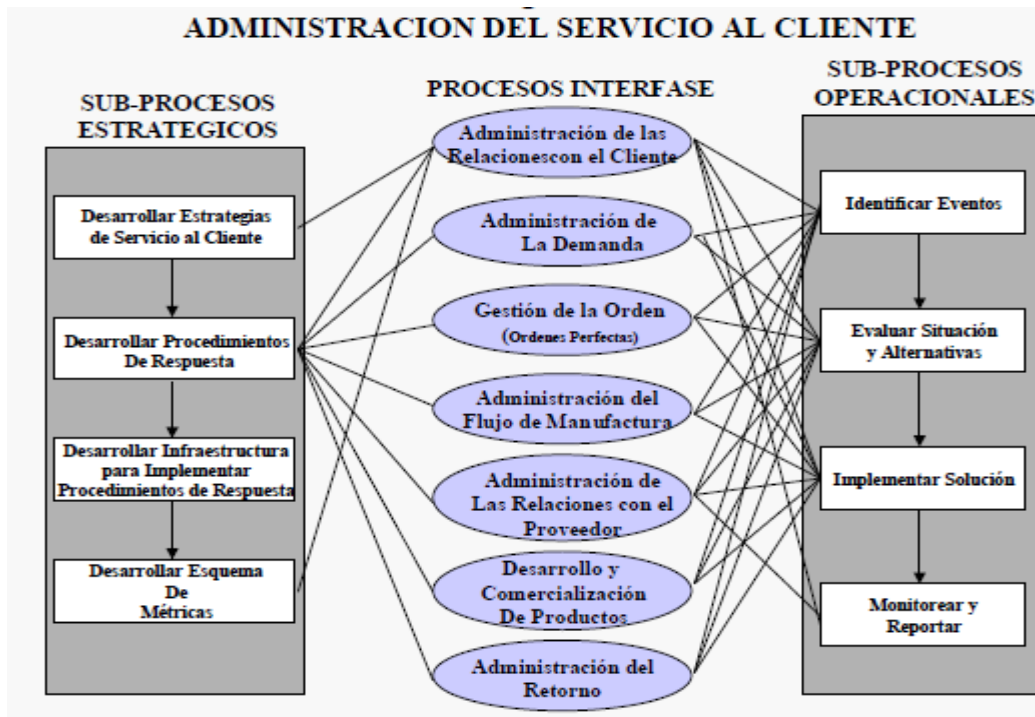 ADMINISTRACION DEL SERVICIO AL CLIENTE
SUB-PROCESOS
ESTRATEGICOS
Desarrollar Estrategias
de Servicio al Cliente
Desarrollar Procedimientos
De Respuesta
Desarrollar Infraestructura
para Implementar
Procedimientos de Respuesta
Desarrollar Esquema
De
Métricas
PROCESOS INTERFASE
Administración de las
Relacionescon el Cliente
Administración de
La Demanda
Gestión de la Orden
(Ordenes Perfectas)
Administración del
Flujo de Manufactura
Administración de
Las Relaciones con el
Proveedor
Desarrollo y
Comercialización
De Productos
Administración del
Retorno
SUB-PROCESOS
OPERACIONALES
Identificar Eventos
Evaluar Situación
y Alternativas
Implementar Solución
Monitorear y
Reportar